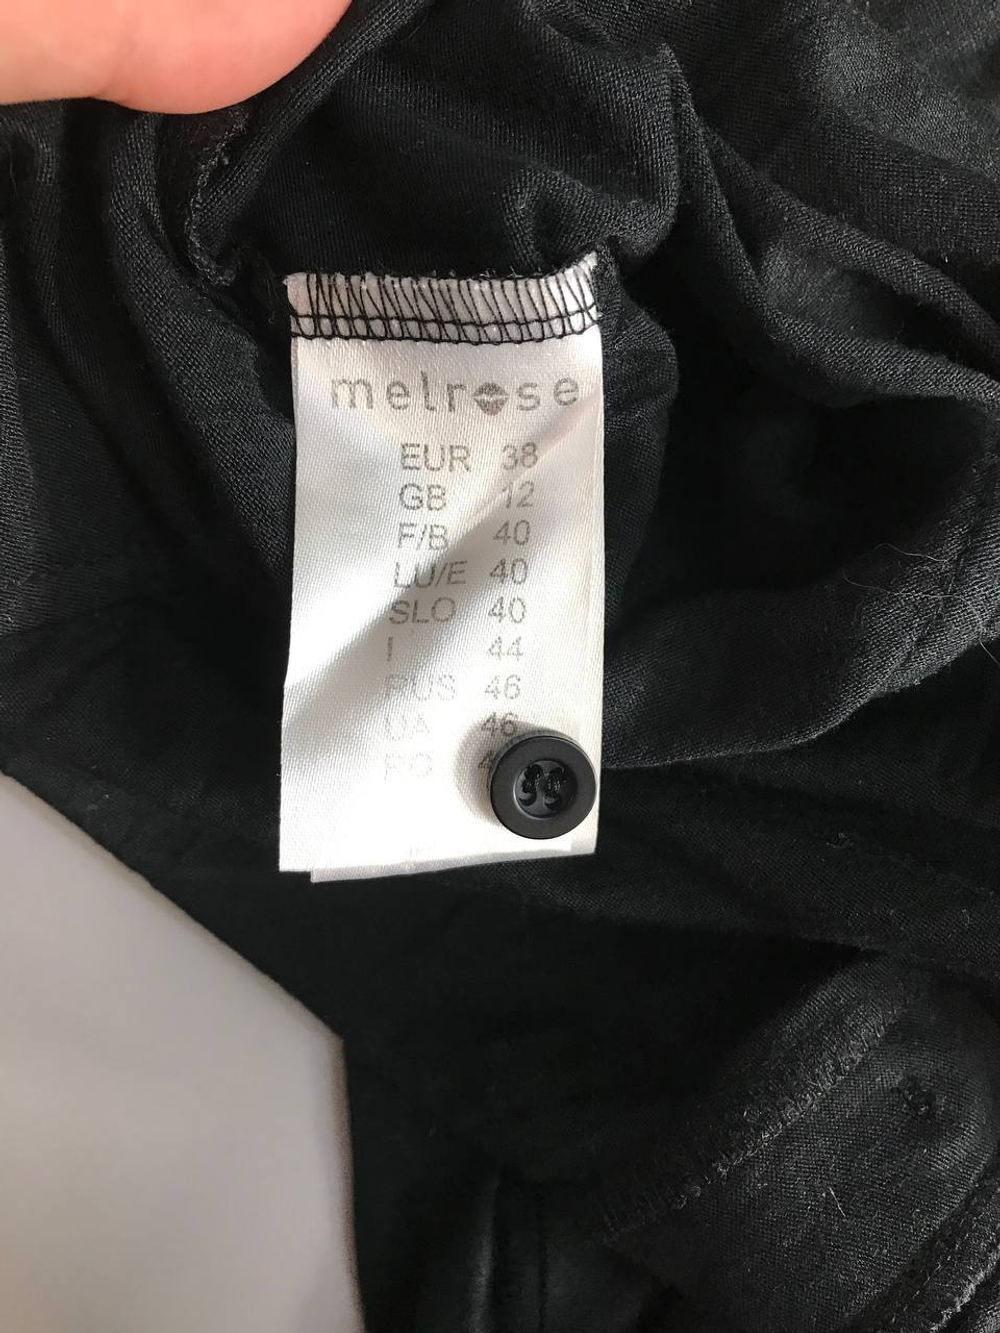 melrose
EUR 38
GB 12
F/B 40
LU/E 40
SLO 40
I 44
RUS 46
UA 46